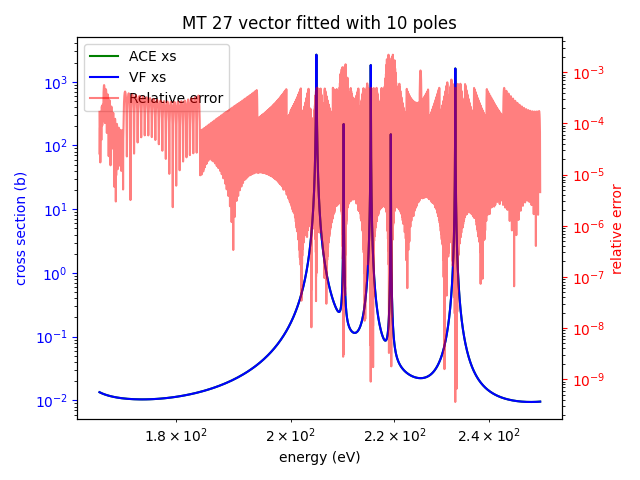 MT 27 vector fitted with 10 poles
ACE xs
VF xs
Relative error
cross section (b)
10³
10²
10¹
10⁰
10⁻¹
10⁻²
10⁻³
10⁻⁴
10⁻⁵
10⁻⁶
10⁻⁷
10⁻⁸
10⁻⁹
relative error
1.8 × 10² 2 × 10² 2.2 × 10² 2.4 × 10²
energy (eV)